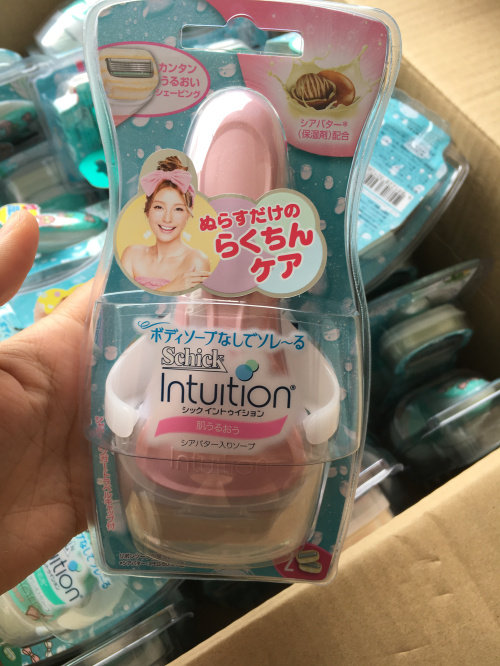 カンタン
うるおい
シェービング
シアバター*
(保湿剤)配合
ぬらすだけの
らくちん
ケア
ボディソープなしでソレ〜る
Schick
Intuition®
シック イントゥイション
肌うるおう
シアバター入りソープ
Intuition
2
Intuition